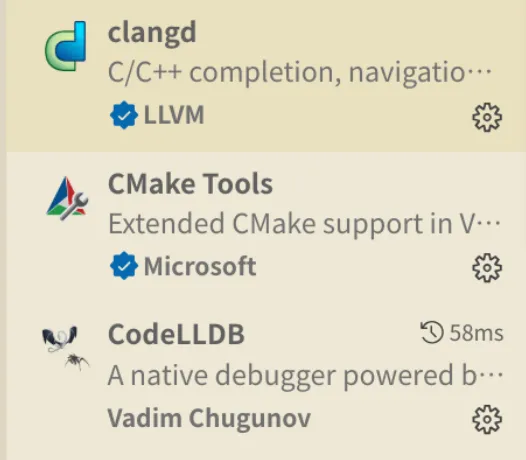 clangd
C/C++ completion, navigatio···
LLVM
CMake Tools
Extended CMake support in V···
Microsoft
CodeLLDB 58ms
A native debugger powered b···
Vadim Chugunov